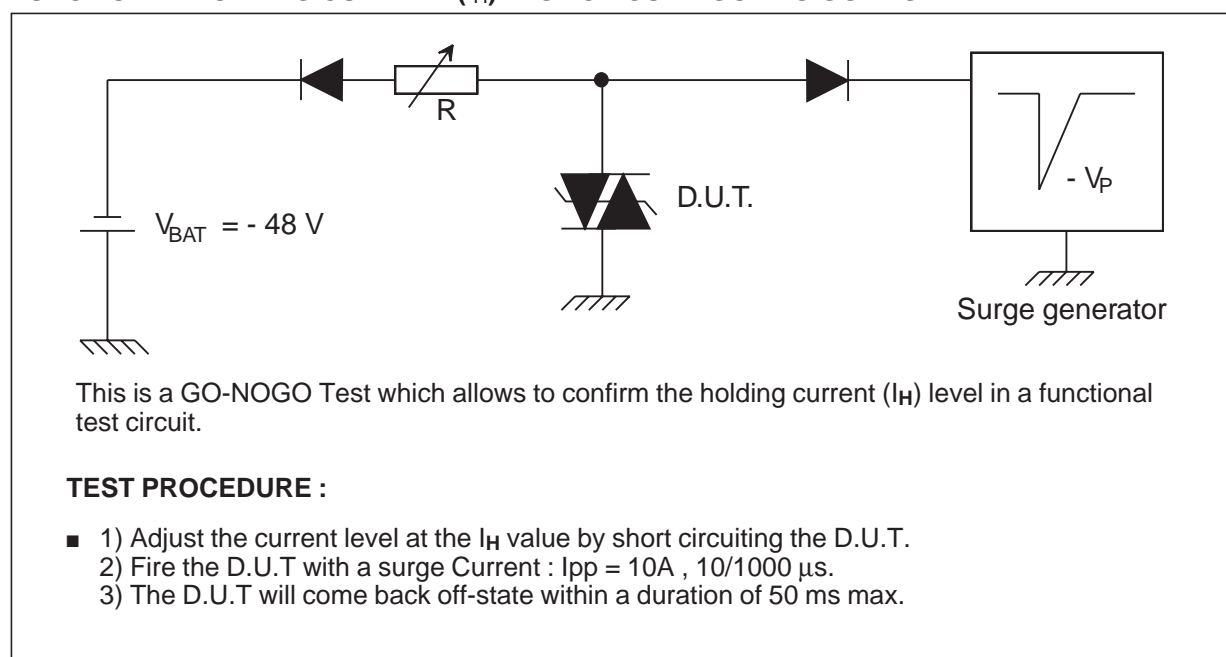 R
D.U.T.
V_BAT = - 48 V
- V_P
Surge generator
This is a GO-NOGO Test which allows to confirm the holding current (I_H) level in a functional
test circuit.
TEST PROCEDURE :
■ 1) Adjust the current level at the I_H value by short circuiting the D.U.T.
2) Fire the D.U.T with a surge Current : Ipp = 10A , 10/1000 μs.
3) The D.U.T will come back off-state within a duration of 50 ms max.